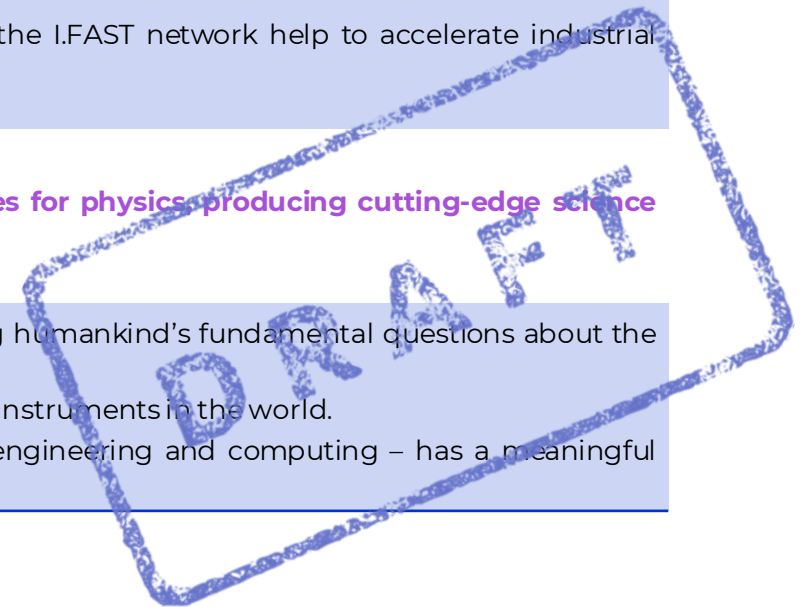 the I.FAST network help to accelerate industrial
es for physics, producing cutting-edge science
g humankind’s fundamental questions about the
nstruments in the world.
engineering and computing – has a meaningful
DRAFT